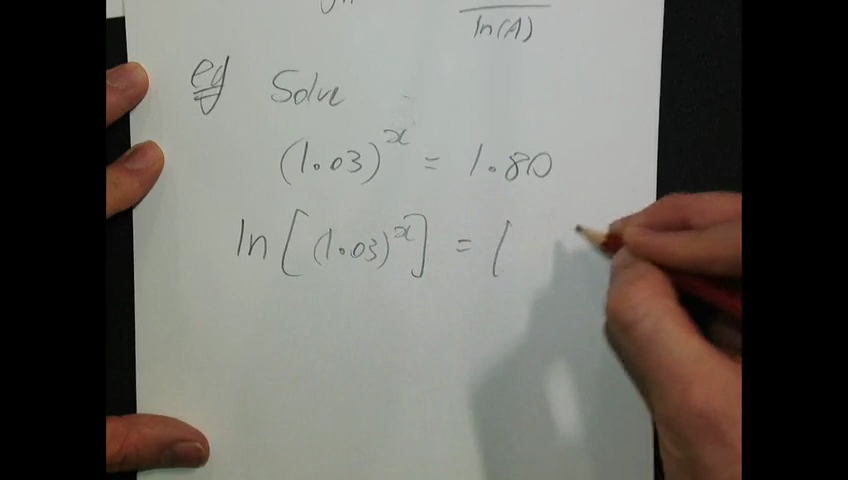 ln(A)
eg Solve
(1.03)^x = 1.80
ln[(1.03)^x] = (